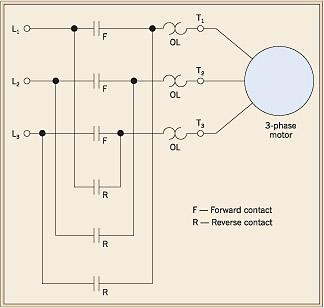 L1 F OL T1
L2 F OL T2
L3 F OL T3
3-phase
motor
R
R
R
F — Forward contact
R — Reverse contact